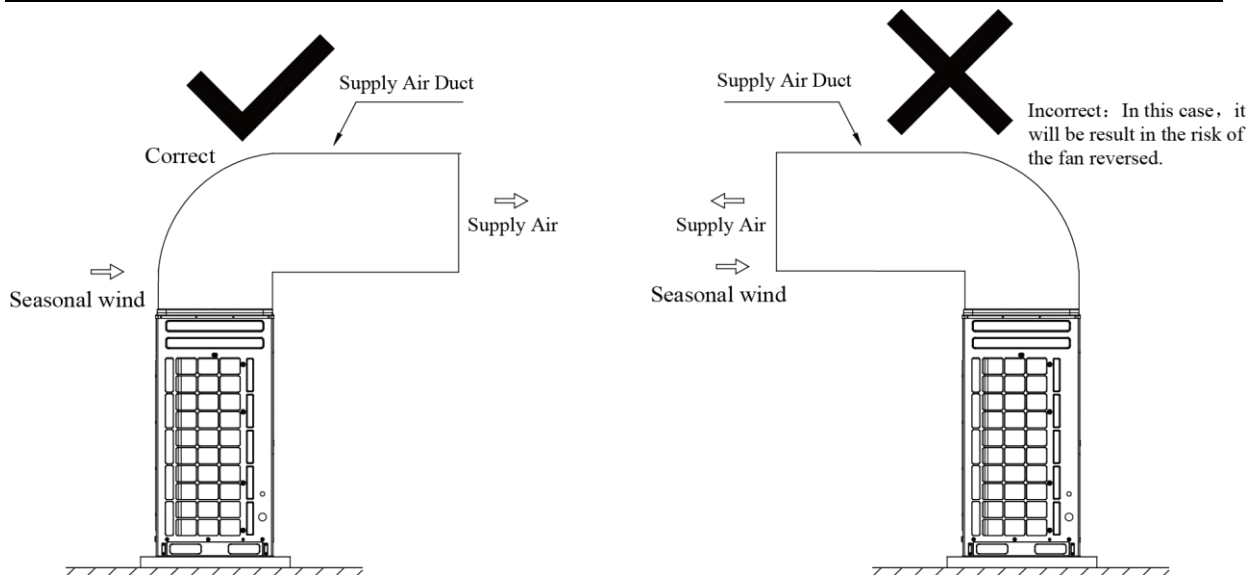 Supply Air Duct
Correct
Supply Air
Seasonal wind
Supply Air Duct
Incorrect：In this case，it
will be result in the risk of
the fan reversed.
Supply Air
Seasonal wind